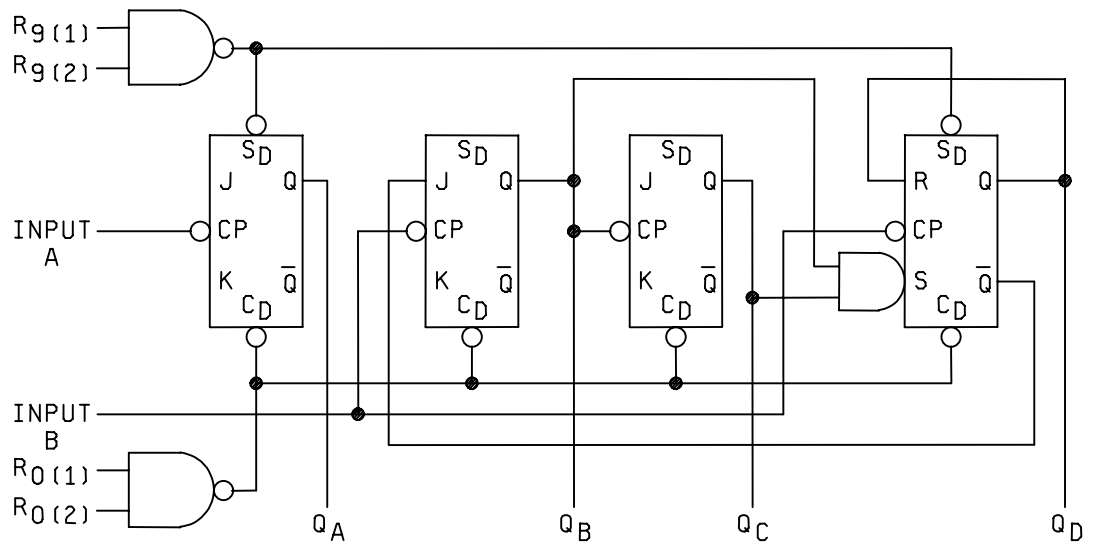 R9(1)
R9(2)
SD SD SD SD
J Q J Q J Q R Q
INPUT A CP CP CP CP
K Q̅ K Q̅ K Q̅ S Q̅
CD CD CD CD
INPUT B
R0(1)
R0(2)
QA QB QC QD